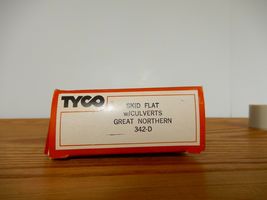 TYCO
SKID FLAT
w/CULVERTS
GREAT NORTHERN
342-D